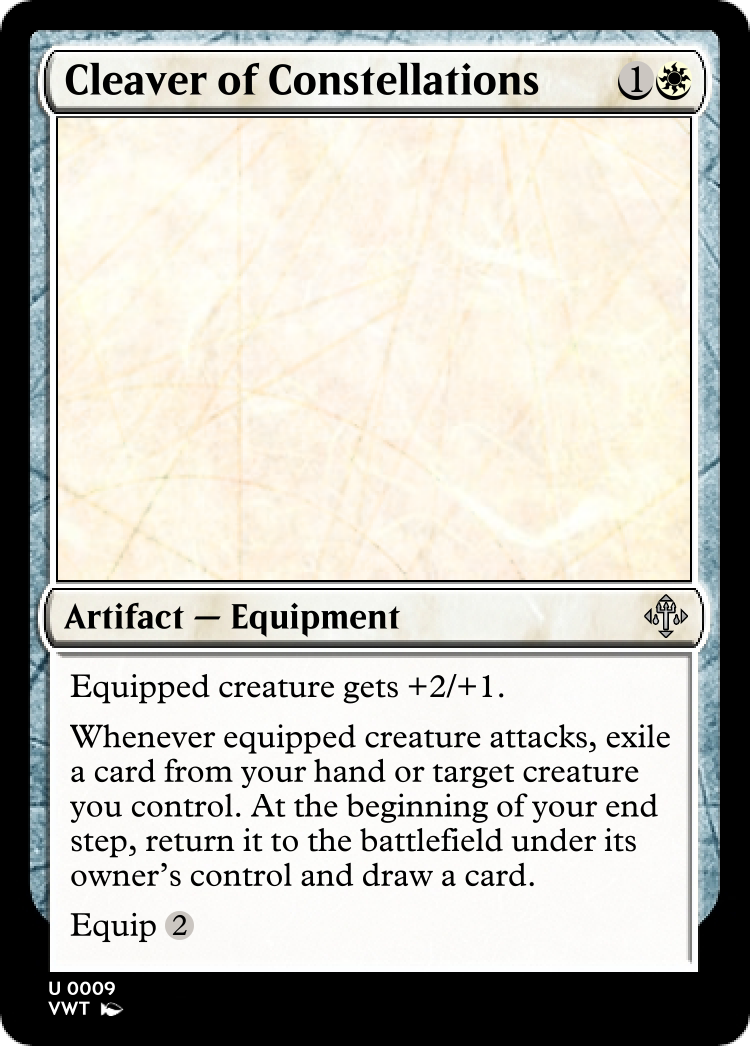 Cleaver of Constellations 1
Artifact — Equipment
Equipped creature gets +2/+1.
Whenever equipped creature attacks, exile
a card from your hand or target creature
you control. At the beginning of your end
step, return it to the battlefield under its
owner's control and draw a card.
Equip 2
U 0009
VWT